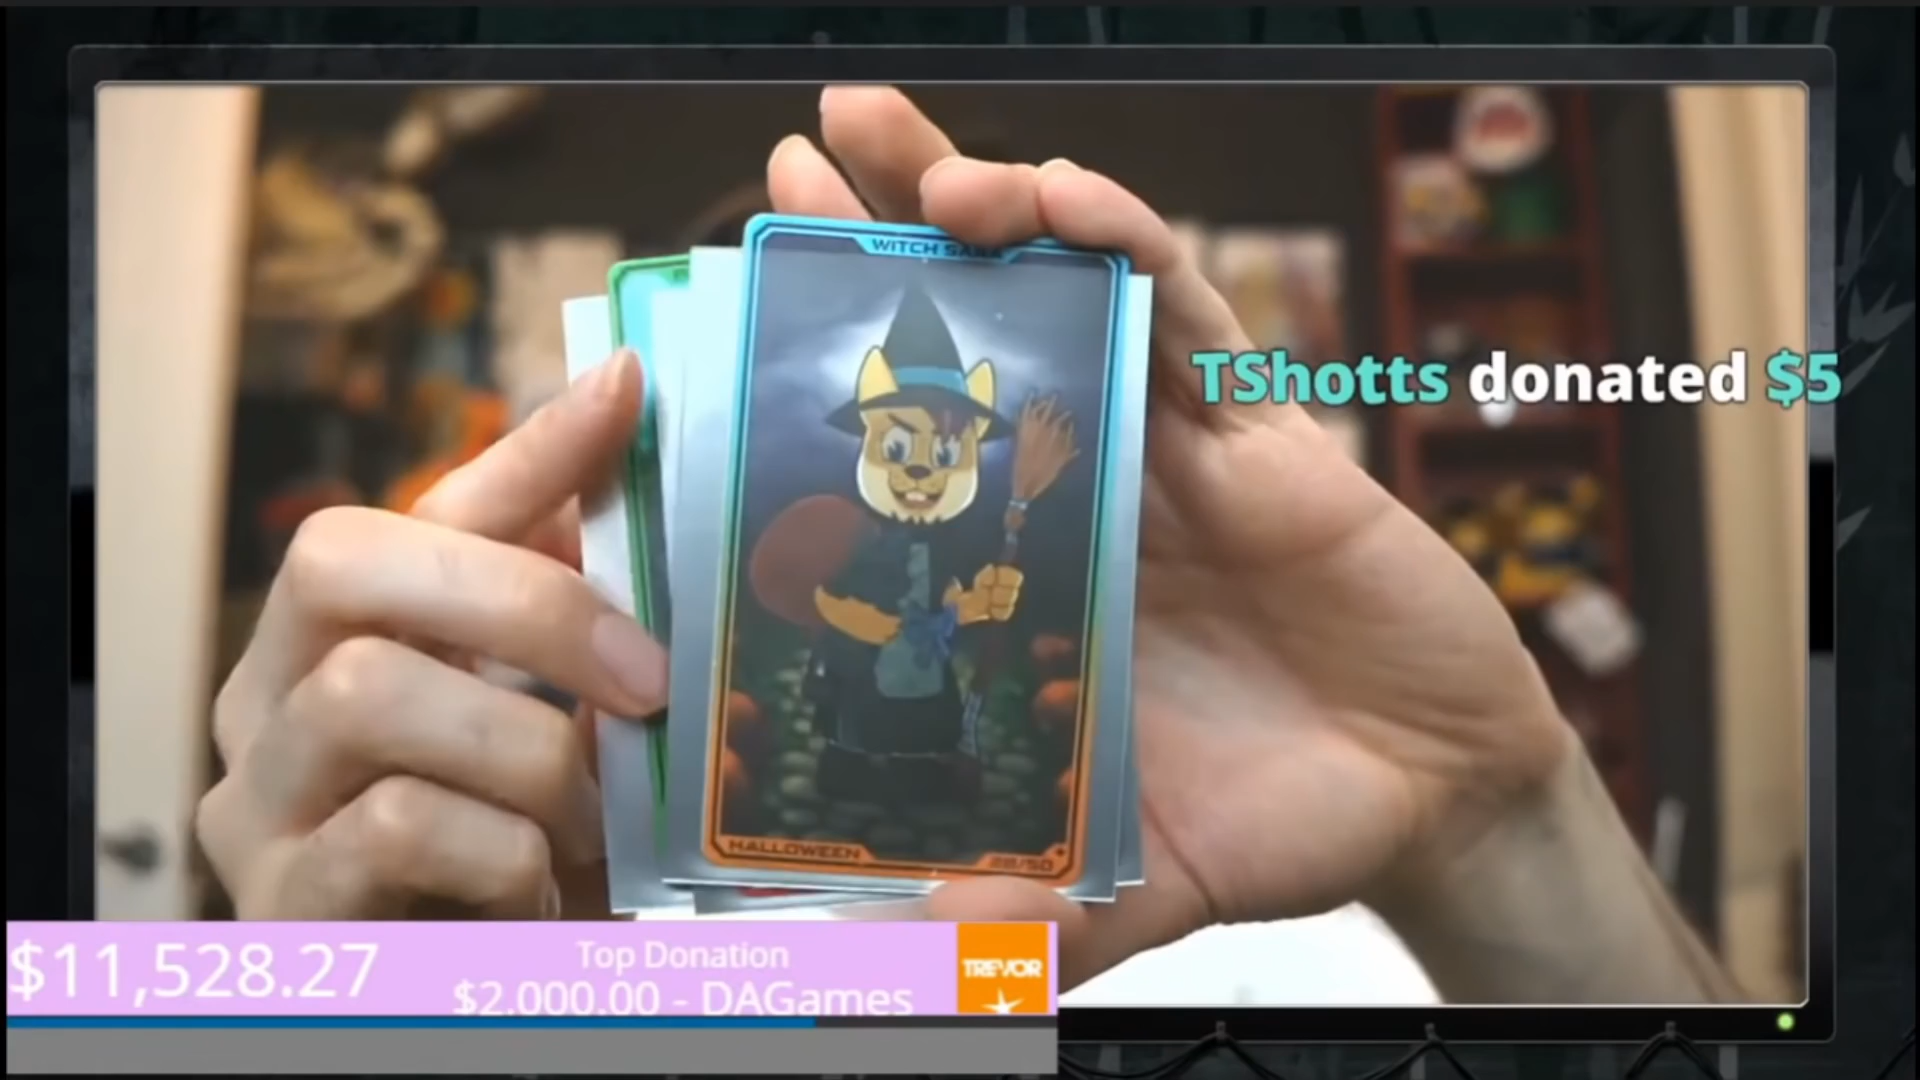 WITCH SARA
TShotts donated $5
HALLOWEEN
28/50
$11,528.27
Top Donation
$2,000.00 - DAGames
TREVOR